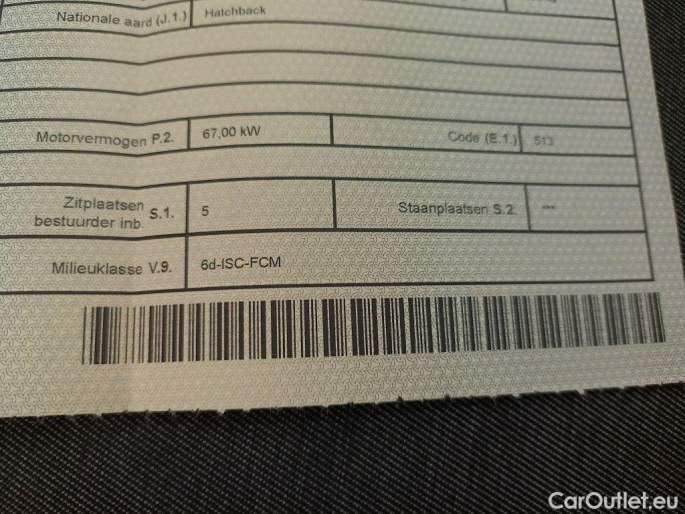 Nationale aard (J.1.) Hatchback
Motorvermogen P.2. 67,00 kW Code (E.1.) 513
Zitplaatsen
bestuurder inb. S.1. 5 Staanplaatsen S.2. ---
Milieuklasse V.9. 6d-ISC-FCM
CarOutlet.eu